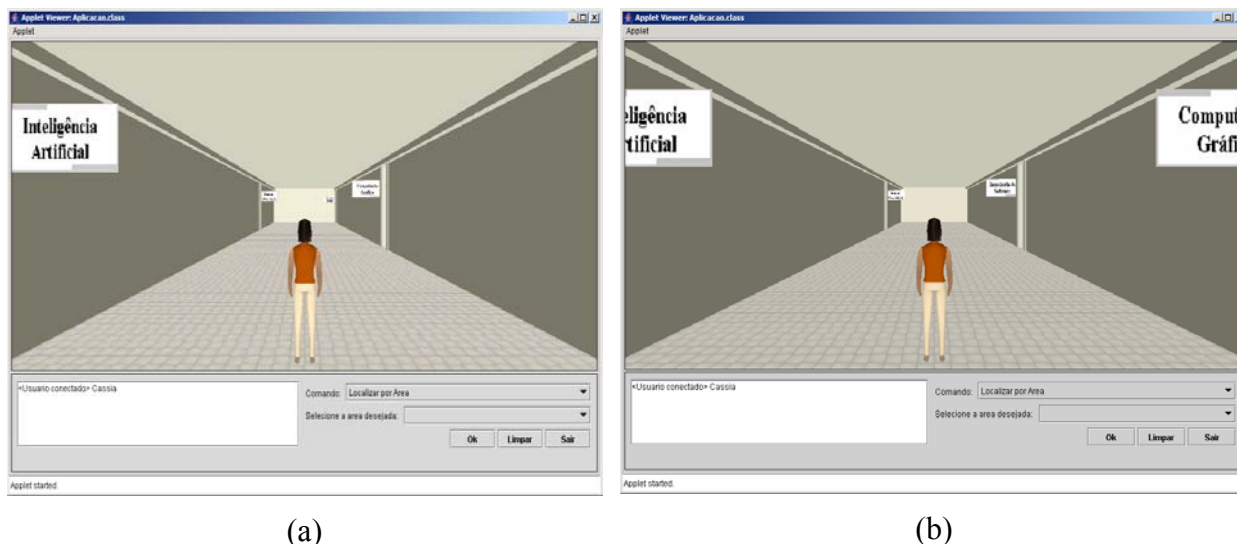 Applet Viewer: Aplicacao.class
Applet
Inteligência
Artificial
Computação
Gráfica
<Usuario conectado> Cassia
Comando: Localizar por Area
Selecione a area desejada:
Ok Limpar Sair
Applet started.
(a)
Applet Viewer: Aplicacao.class
Applet
eligência
tificial
Comput
Gráfi
<Usuario conectado> Cassia
Comando: Localizar por Area
Selecione a area desejada:
Ok Limpar Sair
Applet started.
(b)